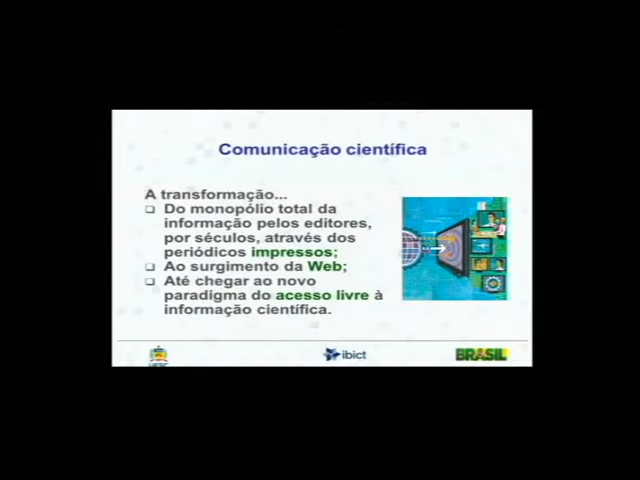 Comunicação científica
A transformação...
Do monopólio total da
informação pelos editores,
por séculos, através dos
periódicos impressos;
Ao surgimento da Web;
Até chegar ao novo
paradigma do acesso livre à
informação científica.
ibict
BRASIL